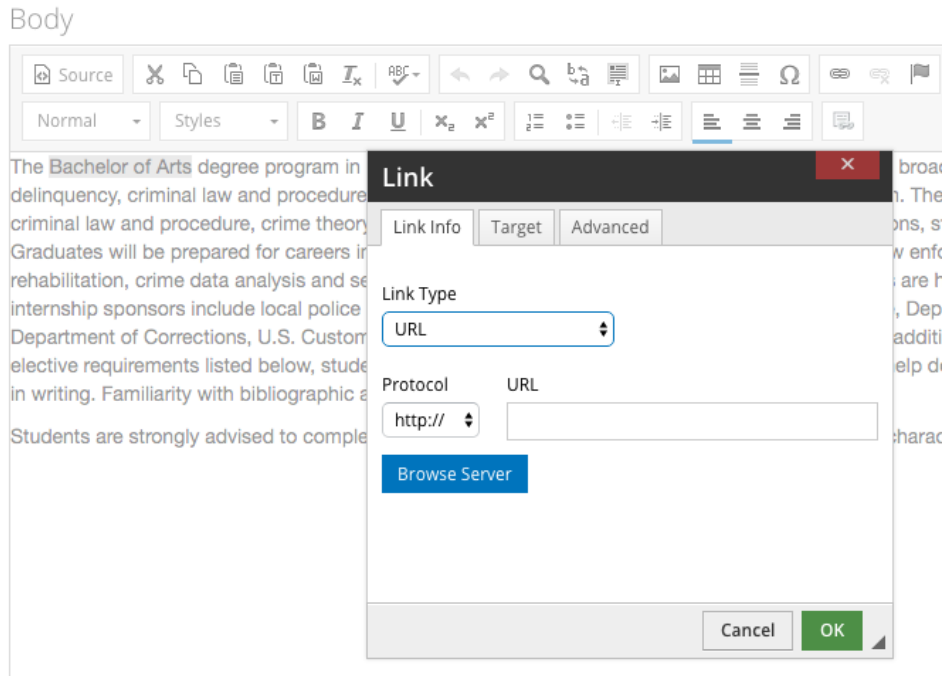 Body
Source
ABC
Normal
Styles
B I U x₂ x²
The Bachelor of Arts degree program in
delinquency, criminal law and procedure
criminal law and procedure, crime theory
Graduates will be prepared for careers in
rehabilitation, crime data analysis and se
internship sponsors include local police
Department of Corrections, U.S. Custom
elective requirements listed below, stude
in writing. Familiarity with bibliographic a
Students are strongly advised to comple
Link
Link Info Target Advanced
Link Type
URL
Protocol URL
http://
Browse Server
Cancel OK
broad
n. The
ons, s
w enfo
are h
, Dep
additi
elp de
charac